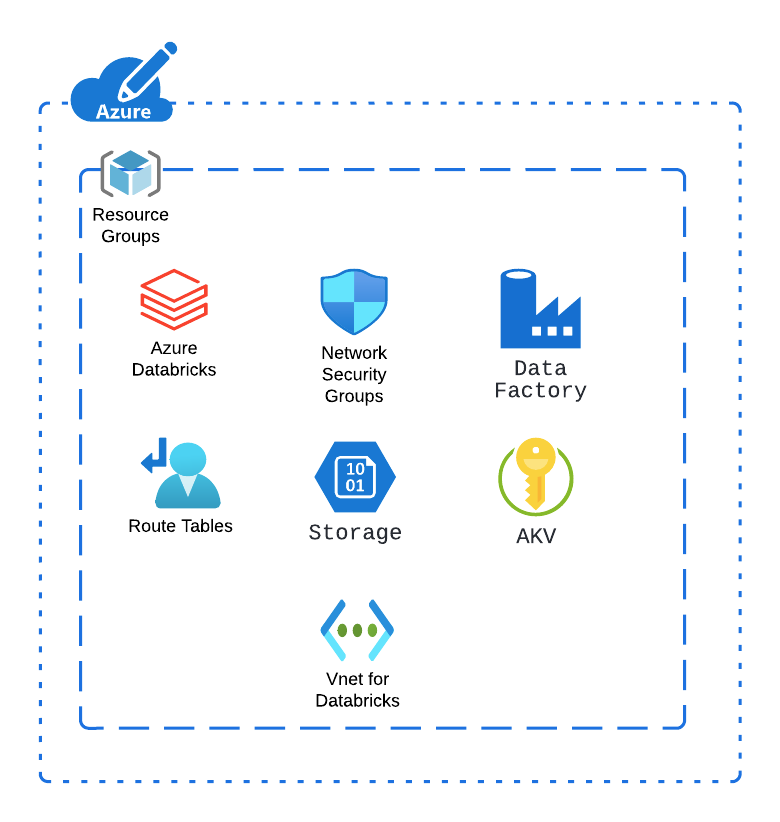 Azure
Resource
Groups
Azure
Databricks
Network
Security
Groups
Data
Factory
Route Tables
10
01
Storage
AKV
Vnet for
Databricks